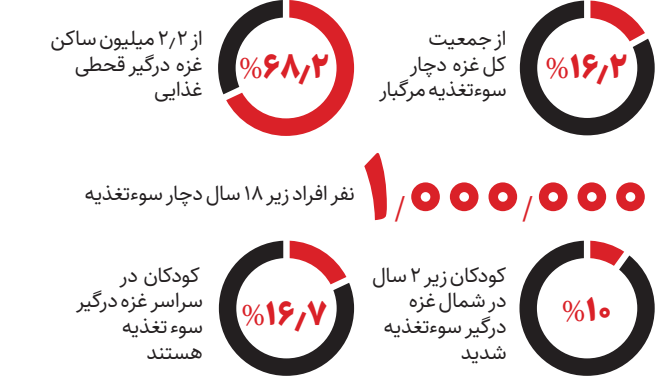 %۱۶٫۲
از جمعیت
کل غزه دچار
سوءتغذیه مرگبار
%۶۸٫۲
از ۲٫۲ میلیون ساکن
غزه درگیر قحطی
غذایی
۱٫۰۰۰٫۰۰۰
نفر افراد زیر ۱۸ سال دچار سوءتغذیه
%۱۰
کودکان زیر ۲ سال
در شمال غزه
درگیر سوءتغذیه
شدید
%۱۶٫۷
کودکان در
سراسر غزه درگیر
سوء تغذیه
هستند